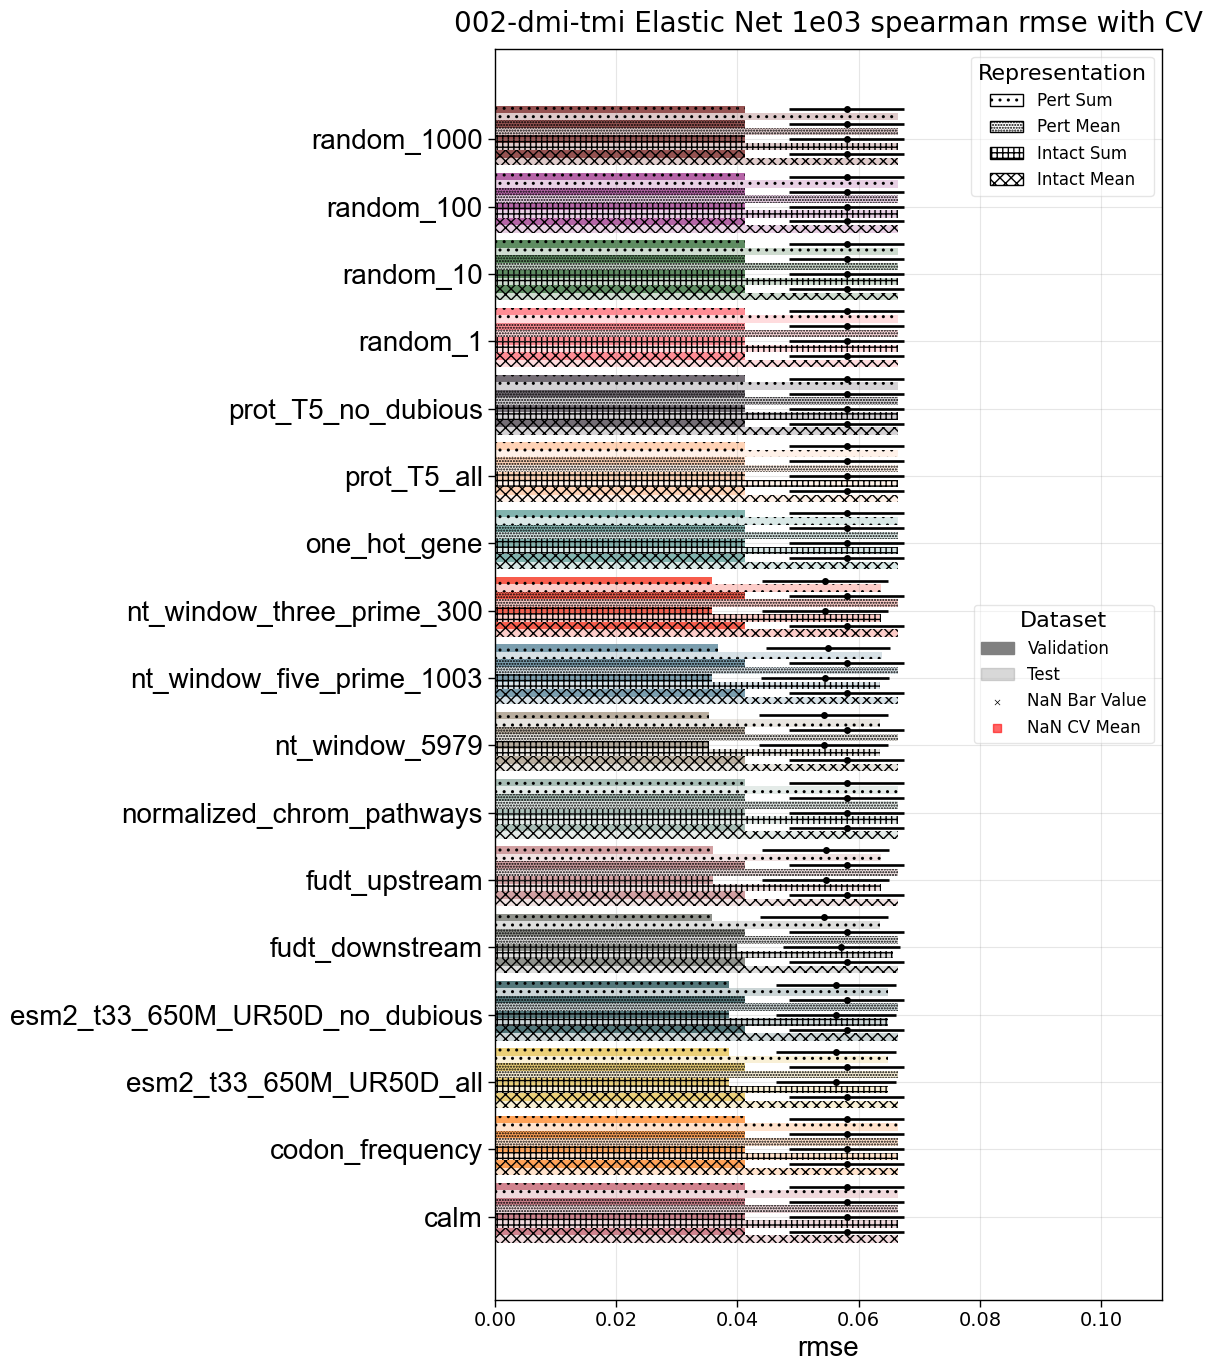 002-dmi-tmi Elastic Net 1e03 spearman rmse with CV
Representation
Pert Sum
Pert Mean
Intact Sum
Intact Mean
random_1000
random_100
random_10
random_1
prot_T5_no_dubious
prot_T5_all
one_hot_gene
nt_window_three_prime_300
nt_window_five_prime_1003
nt_window_5979
normalized_chrom_pathways
fudt_upstream
fudt_downstream
esm2_t33_650M_UR50D_no_dubious
esm2_t33_650M_UR50D_all
codon_frequency
calm
Dataset
Validation
Test
NaN Bar Value
NaN CV Mean
0.00 0.02 0.04 0.06 0.08 0.10
rmse